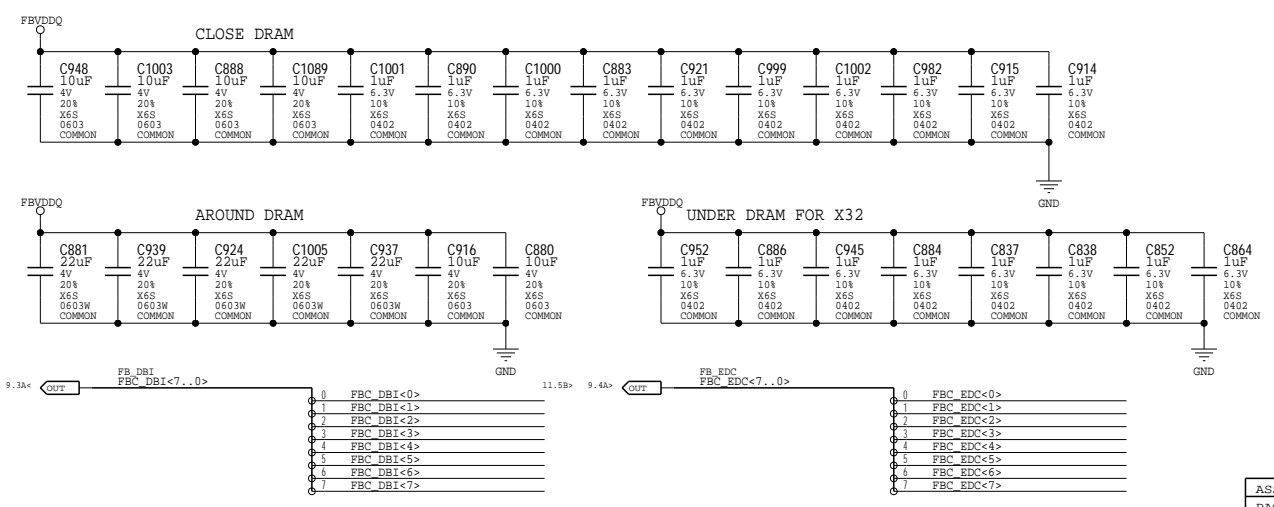 FBVDDQ
CLOSE DRAM
C948 C1003 C888 C1089 C1001 C890 C1000 C883 C921 C999 C1002 C982 C915 C914
10uF 10uF 10uF 10uF 1uF 1uF 1uF 1uF 1uF 1uF 1uF 1uF 1uF 1uF
4V 4V 4V 4V 6.3V 6.3V 6.3V 6.3V 6.3V 6.3V 6.3V 6.3V 6.3V 6.3V
20% 20% 20% 20% 10% 10% 10% 10% 10% 10% 10% 10% 10% 10%
X6S X6S X6S X6S X6S X6S X6S X6S X6S X6S X6S X6S X6S X6S
0603 0603 0603 0603 0402 0402 0402 0402 0402 0402 0402 0402 0402 0402
COMMON COMMON COMMON COMMON COMMON COMMON COMMON COMMON COMMON COMMON COMMON COMMON COMMON COMMON
GND
FBVDDQ
AROUND DRAM
C881 C939 C924 C1005 C937 C916 C880
22uF 22uF 22uF 22uF 22uF 10uF 10uF
4V 4V 4V 4V 4V 4V 4V
20% 20% 20% 20% 20% 20% 20%
X6S X6S X6S X6S X6S X6S X6S
0603W 0603W 0603W 0603W 0603W 0603 0603
COMMON COMMON COMMON COMMON COMMON COMMON COMMON
GND
FBVDDQ
UNDER DRAM FOR X32
C952 C886 C945 C884 C837 C838 C852 C864
1uF 1uF 1uF 1uF 1uF 1uF 1uF 1uF
6.3V 6.3V 6.3V 6.3V 6.3V 6.3V 6.3V 6.3V
10% 10% 10% 10% 10% 10% 10% 10%
X6S X6S X6S X6S X6S X6S X6S X6S
0402 0402 0402 0402 0402 0402 0402 0402
COMMON COMMON COMMON COMMON COMMON COMMON COMMON COMMON
GND
FB_DBI
9.3A< OUT FBC_DBI<7..0>
0 FBC_DBI<0>
1 FBC_DBI<1>
2 FBC_DBI<2>
3 FBC_DBI<3>
4 FBC_DBI<4>
5 FBC_DBI<5>
6 FBC_DBI<6>
7 FBC_DBI<7>
FB_EDC
11.5B> 9.4A> OUT FBC_EDC<7..0>
0 FBC_EDC<0>
1 FBC_EDC<1>
2 FBC_EDC<2>
3 FBC_EDC<3>
4 FBC_EDC<4>
5 FBC_EDC<5>
6 FBC_EDC<6>
7 FBC_EDC<7>